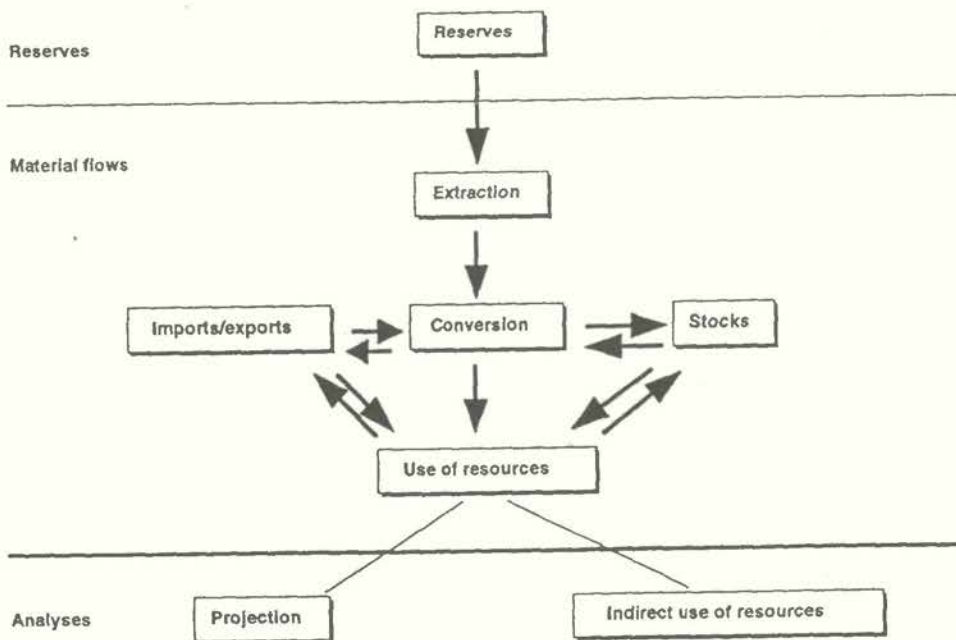 Reserves
Reserves
Material flows
Extraction
Imports/exports
Conversion
Stocks
Use of resources
Analyses
Projection
Indirect use of resources